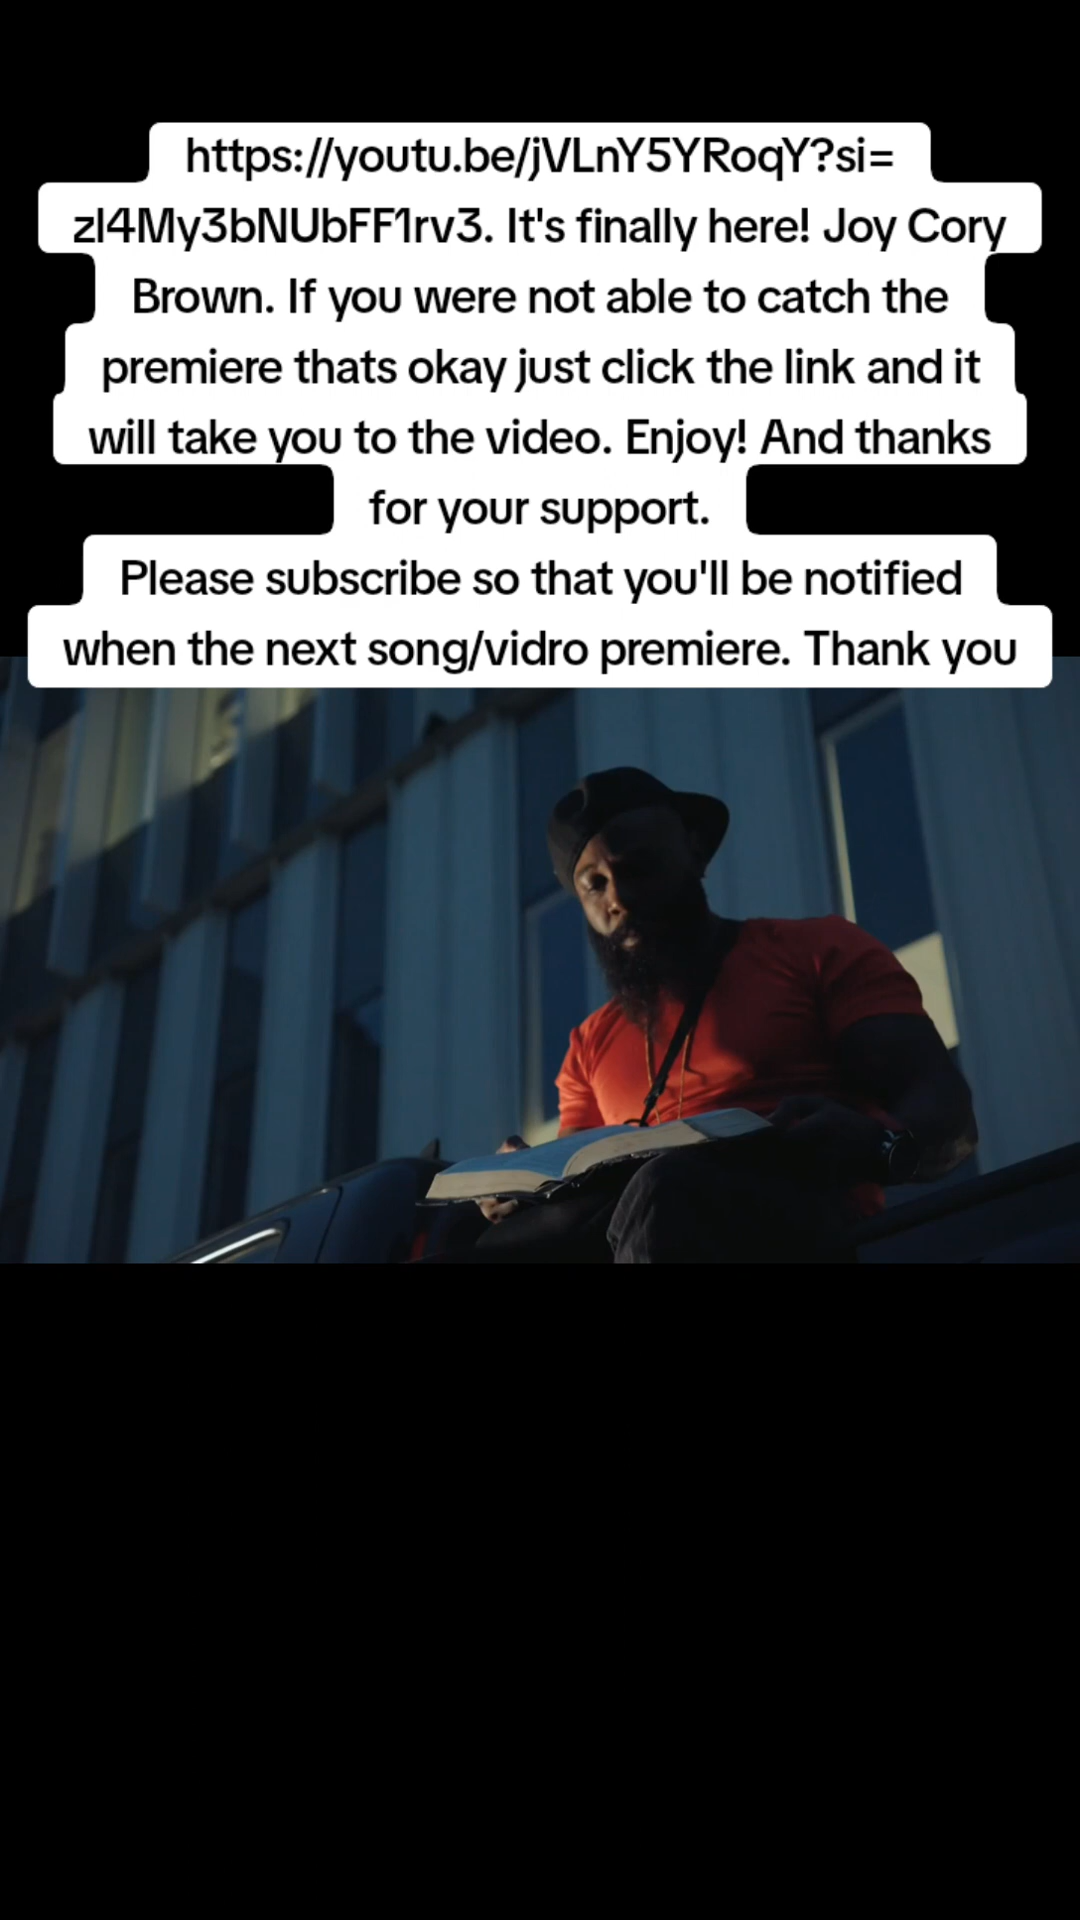 https://youtu.be/jVLnY5YRoqY?si=
zl4My3bNUbFF1rv3. It's finally here! Joy Cory
Brown. If you were not able to catch the
premiere thats okay just click the link and it
will take you to the video. Enjoy! And thanks
for your support.
Please subscribe so that you'll be notified
when the next song/vidro premiere. Thank you